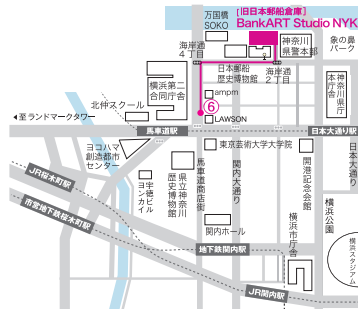 [旧日本郵船倉庫]
BankART Studio NYK
万国橋
SOKO
海岸通
4丁目
神奈川
県警本部
象の鼻
パーク
日本郵船
歴史博物館
海岸通
2丁目
横浜第二
合同庁舎
ampm
神奈川県庁
本庁舎
北仲スクール
⑥
LAWSON
◀至ランドマークタワー
馬車道駅
日本大通り駅
ヨコハマ
創造都市
センター
東京芸術大学大学院
JR桜木町駅
市営地下鉄桜木町駅
宇徳ビル
ヨンカイ
県立神奈川
歴史博物館
馬車道商店街
関内大通り
開港記念会館
日本大通り
横浜公園
関内ホール
横浜市庁舎
横浜スタジアム
地下鉄関内駅
JR関内駅